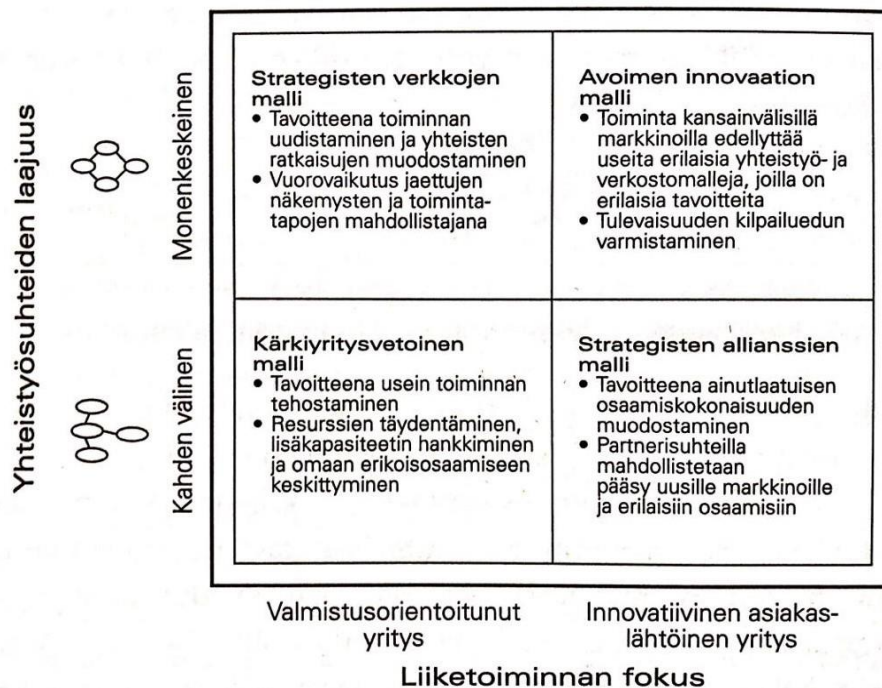 Yhteistyösuhteiden laajuus
Monenkeskeinen
Strategisten verkkojen
malli
• Tavoitteena toiminnan
uudistaminen ja yhteisten
ratkaisujen muodostaminen
• Vuorovaikutus jaettujen
näkemysten ja toiminta-
tapojen mahdollistajana
Avoimen innovaation
malli
• Toiminta kansainvälisillä
markkinoilla edellyttää
useita erilaisia yhteistyö- ja
verkostomalleja, joilla on
erilaisia tavoitteita
• Tulevaisuuden kilpailuedun
varmistaminen
Kahden välinen
Kärkiyritysvetoinen
malli
• Tavoitteena usein toiminnan
tehostaminen
• Resurssien täydentäminen,
lisäkapasiteetin hankkiminen
ja omaan erikoisosaamiseen
keskittyminen
Strategisten allianssien
malli
• Tavoitteena ainutlaatuisen
osaamiskokonaisuuden
muodostaminen
• Partnerisuhteilla
mahdollistetaan
pääsy uusille markkinoille
ja erilaisiin osaamisiin
Valmistusorientoitunut
yritys
Innovatiivinen asiakas-
lähtöinen yritys
Liiketoiminnan fokus